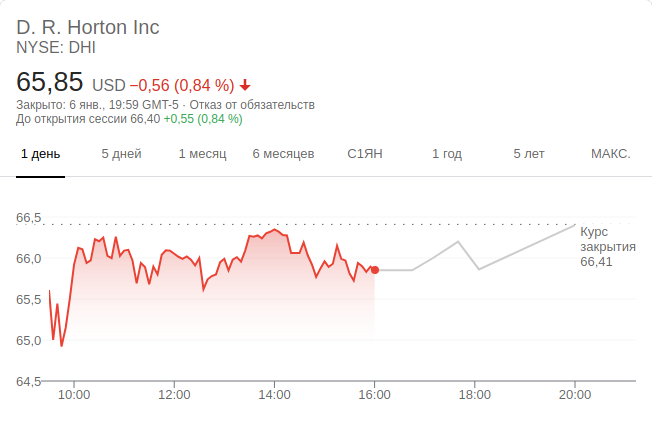 D. R. Horton Inc
NYSE: DHI
65,85 USD −0,56 (0,84 %)
Закрыто: 6 янв., 19:59 GMT-5 · Отказ от обязательств
До открытия сессии 66,40 +0,55 (0,84 %)
1 день 5 дней 1 месяц 6 месяцев С1ЯН 1 год 5 лет МАКС.
66,5
Курс
закрытия
66,41
66,0
65,5
65,0
64,5
10:00 12:00 14:00 16:00 18:00 20:00